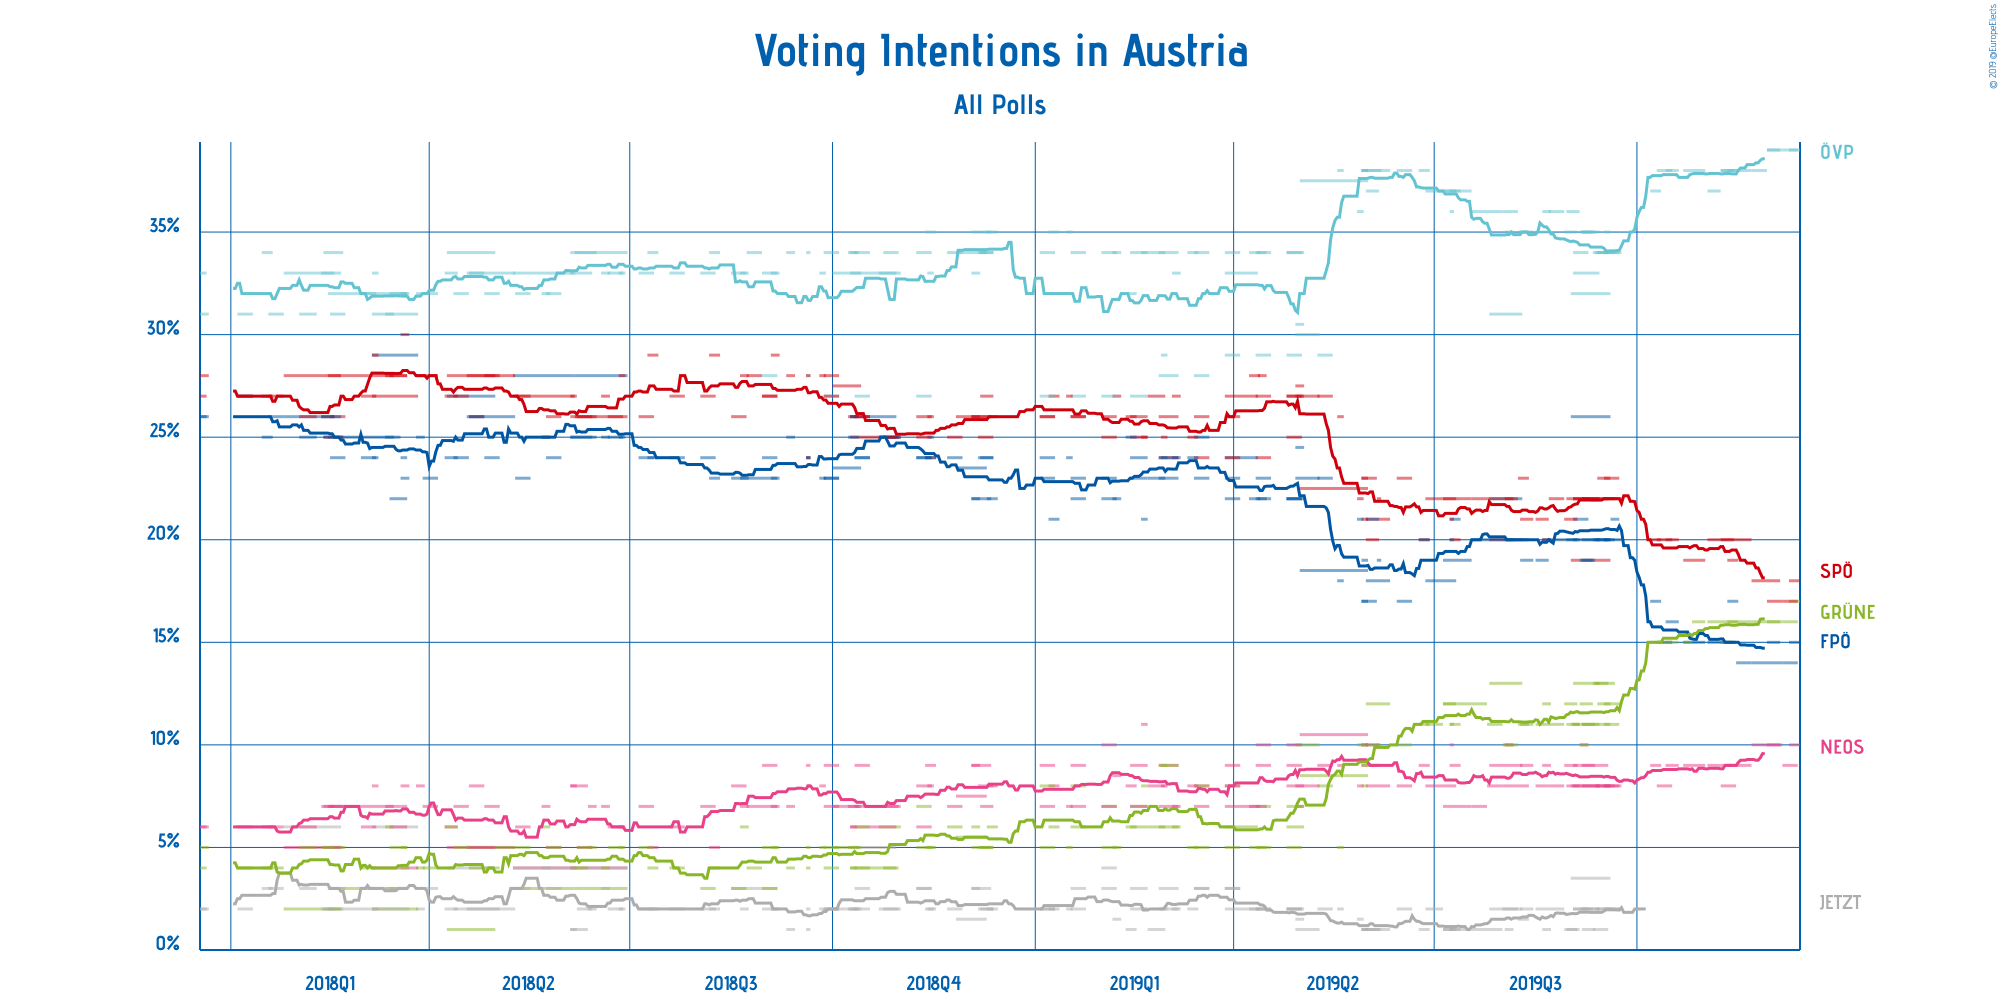 © 2019 @EuropeElects
Voting Intentions in Austria
All Polls
ÖVP
35%
30%
25%
20%
SPÖ
GRÜNE
15%
FPÖ
10%
NEOS
5%
JETZT
0%
2018Q1 2018Q2 2018Q3 2018Q4 2019Q1 2019Q2 2019Q3